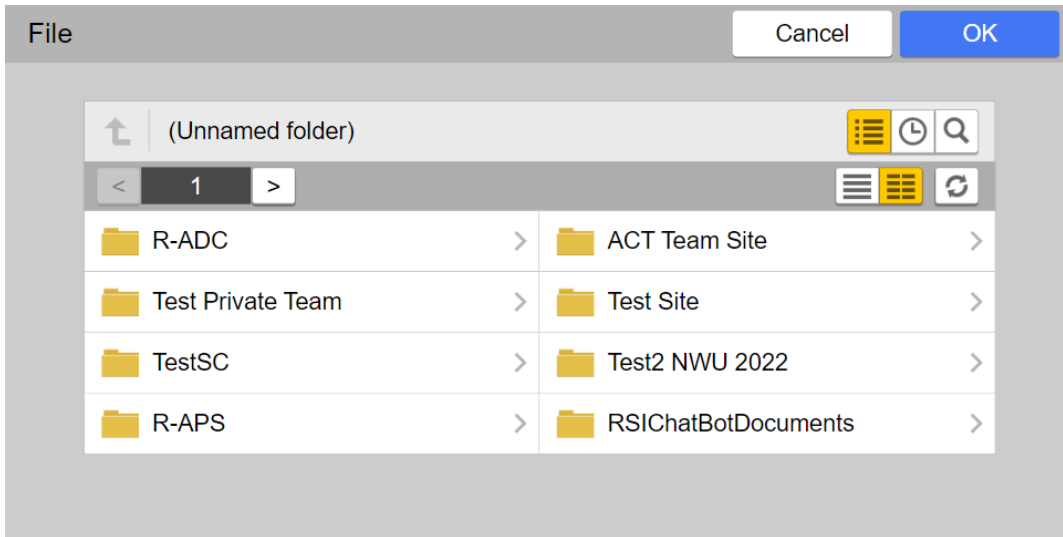 File Cancel OK
(Unnamed folder)
< 1 >
R-ADC ACT Team Site
Test Private Team Test Site
TestSC Test2 NWU 2022
R-APS RSIChatBotDocuments